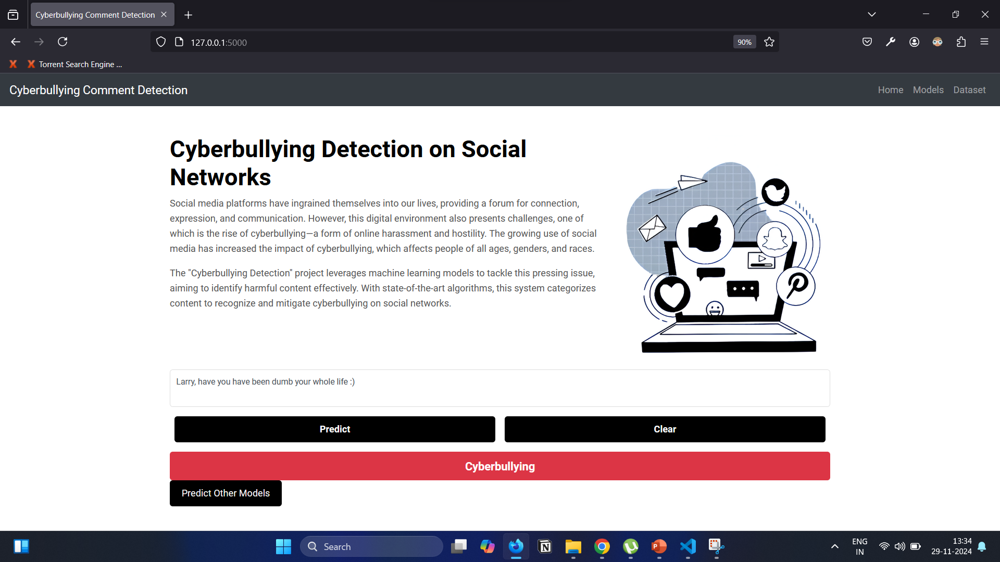 Cyberbullying Comment Detection
127.0.0.1:5000
90%
Torrent Search Engine ...
Cyberbullying Comment Detection
Home Models Dataset
Cyberbullying Detection on Social
Networks
Social media platforms have ingrained themselves into our lives, providing a forum for connection,
expression, and communication. However, this digital environment also presents challenges, one of
which is the rise of cyberbullying—a form of online harassment and hostility. The growing use of social
media has increased the impact of cyberbullying, which affects people of all ages, genders, and races.
The "Cyberbullying Detection" project leverages machine learning models to tackle this pressing issue,
aiming to identify harmful content effectively. With state-of-the-art algorithms, this system categorizes
content to recognize and mitigate cyberbullying on social networks.
Larry, have you have been dumb your whole life :)
Predict
Clear
Cyberbullying
Predict Other Models
Search
ENG
IN
13:34
29-11-2024